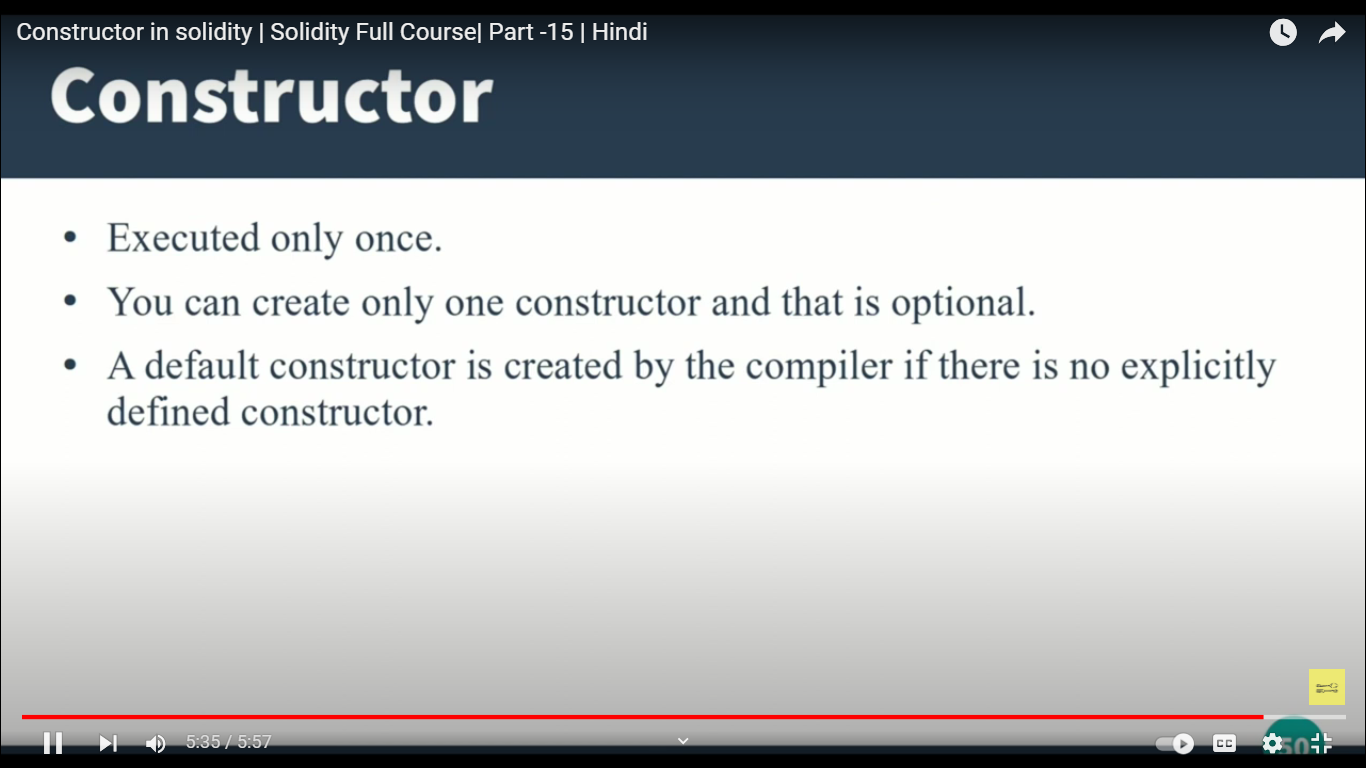 Constructor in solidity | Solidity Full Course| Part -15 | Hindi
Constructor
• Executed only once.
• You can create only one constructor and that is optional.
• A default constructor is created by the compiler if there is no explicitly
defined constructor.
5:35 / 5:57
CC
50